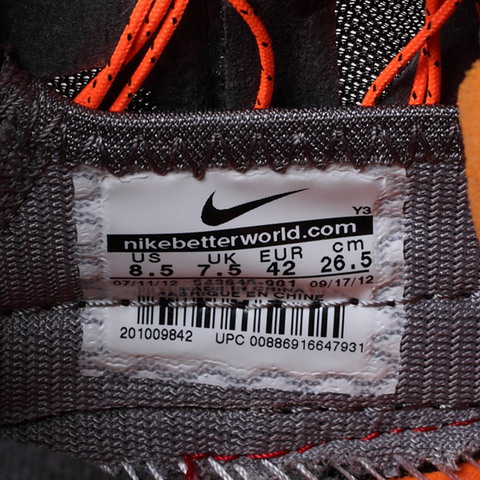 Y3
nikebetterworld.com
US UK EUR cm
8.5 7.5 42 26.5
07/11/12 09/17/12
201009842 UPC 00886916647931